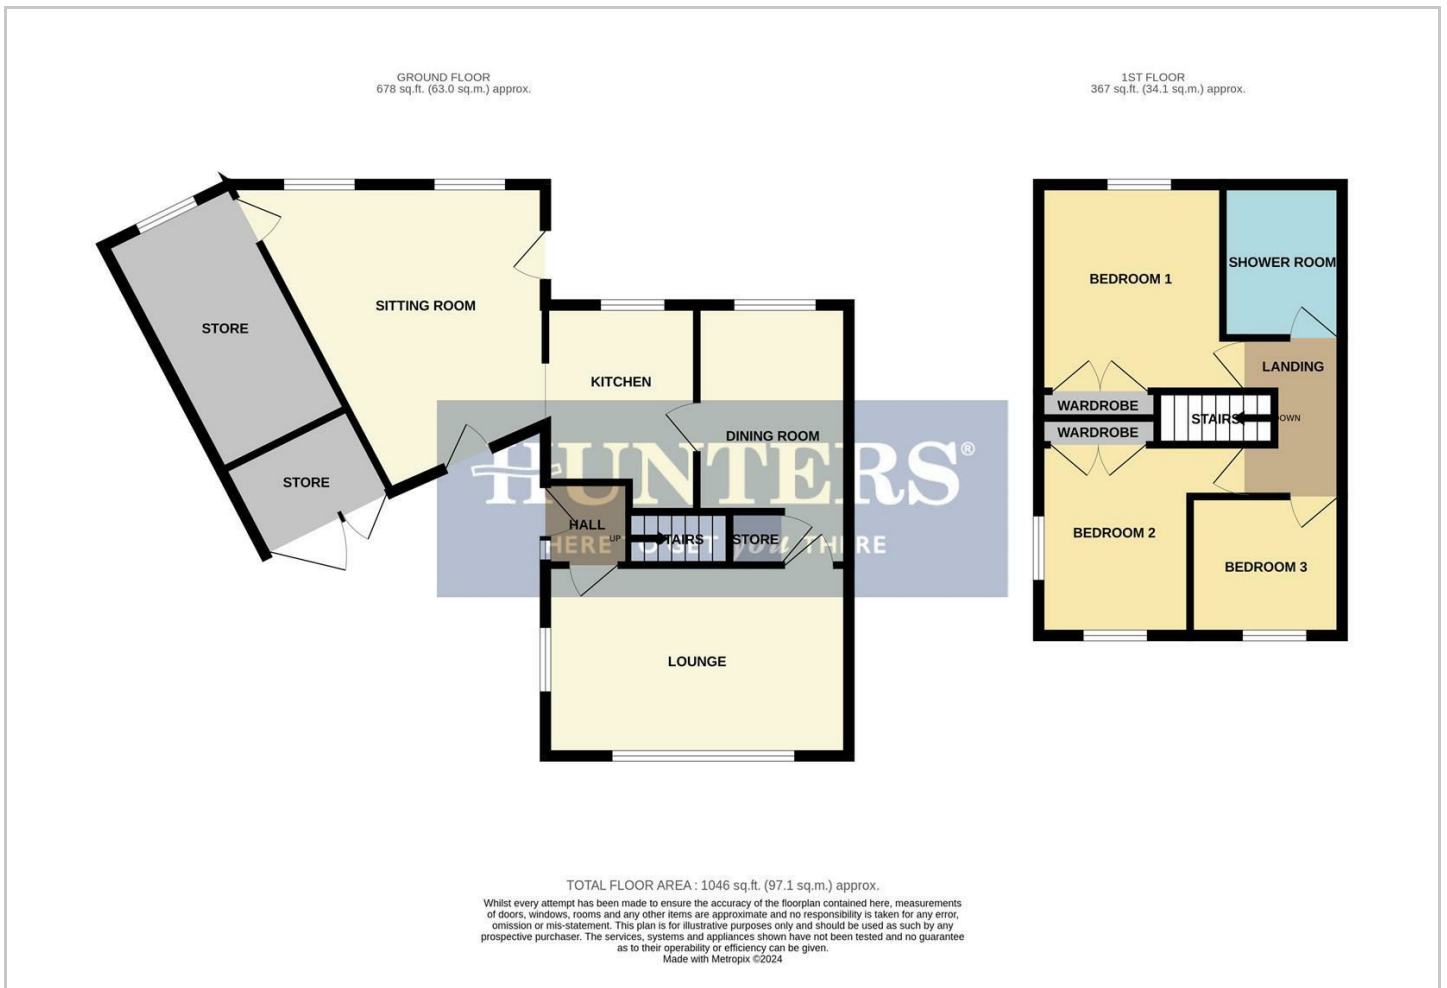 GROUND FLOOR
678 sq.ft. (63.0 sq.m.) approx.
1ST FLOOR
367 sq.ft. (34.1 sq.m.) approx.
STORE
SITTING ROOM
STORE
KITCHEN
DINING ROOM
HUNTERS®
HERE TO GET you THERE
HALL
UP
STAIRS
STORE
LOUNGE
BEDROOM 1
SHOWER ROOM
LANDING
WARDROBE
STAIRS
DOWN
WARDROBE
BEDROOM 2
BEDROOM 3
TOTAL FLOOR AREA : 1046 sq.ft. (97.1 sq.m.) approx.
Whilst every attempt has been made to ensure the accuracy of the floorplan contained here, measurements
of doors, windows, rooms and any other items are approximate and no responsibility is taken for any error,
omission or mis-statement. This plan is for illustrative purposes only and should be used as such by any
prospective purchaser. The services, systems and appliances shown have not been tested and no guarantee
as to their operability or efficiency can be given.
Made with Metropix ©2024